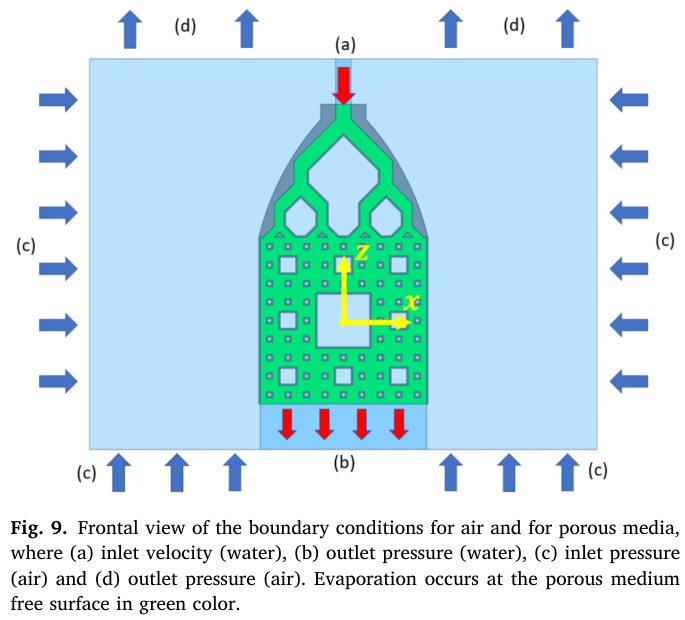 (d)
(d)
(a)
(c)
(c)
z
x
(c)
(b)
(c)
Fig. 9. Frontal view of the boundary conditions for air and for porous media,
where (a) inlet velocity (water), (b) outlet pressure (water), (c) inlet pressure
(air) and (d) outlet pressure (air). Evaporation occurs at the porous medium
free surface in green color.